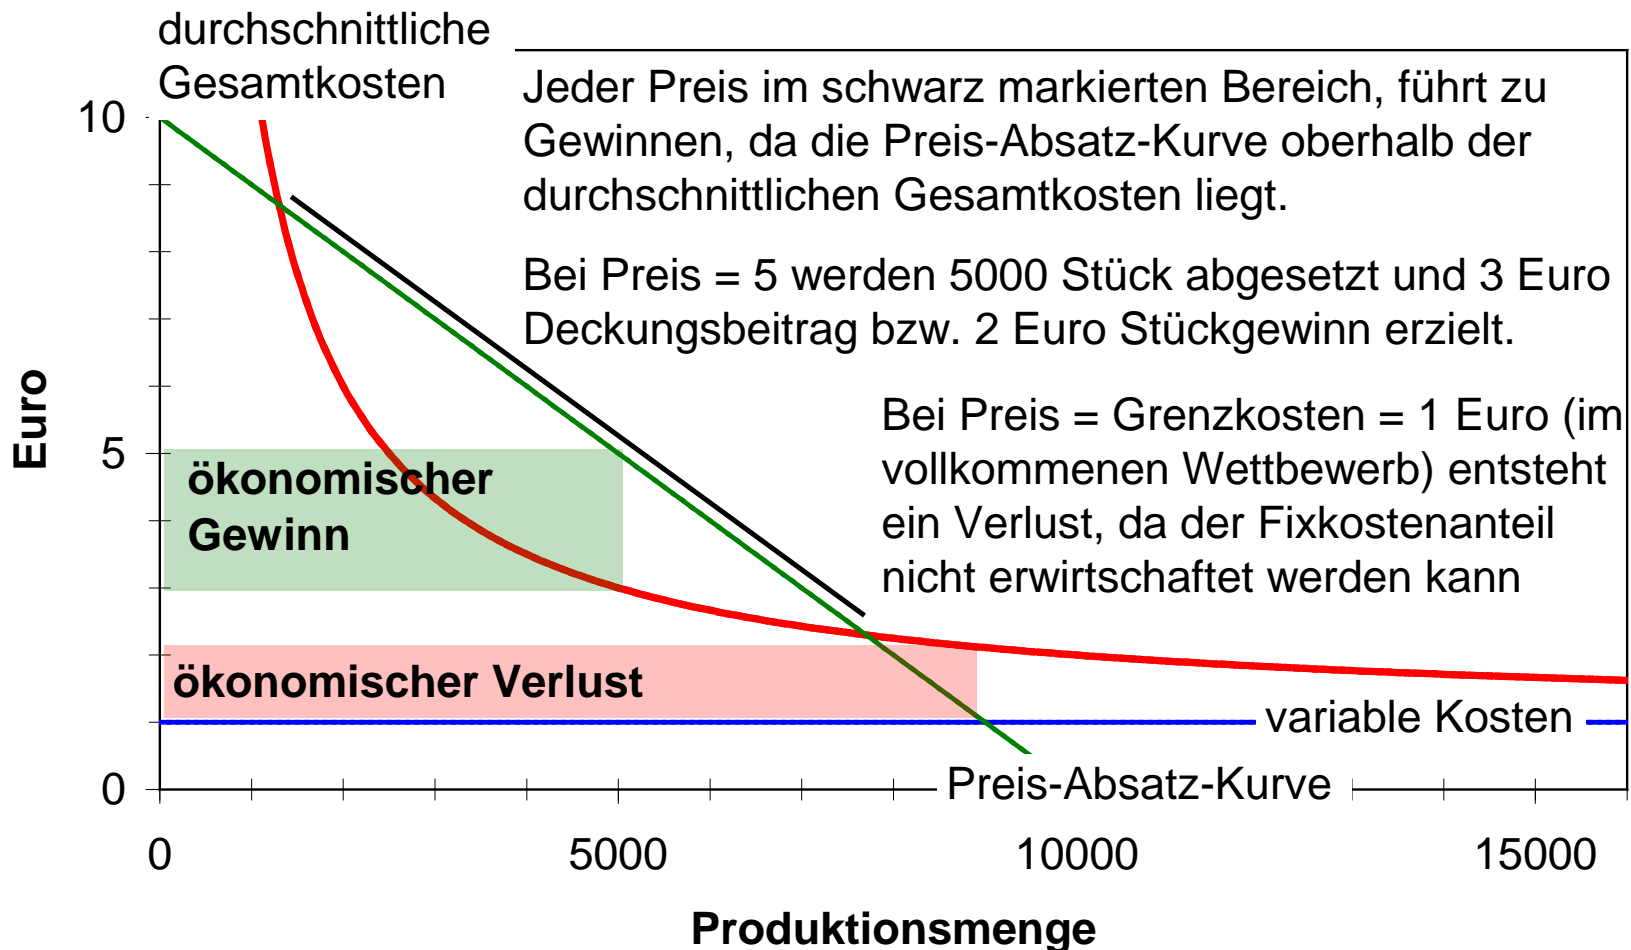 durchschnittliche
Gesamtkosten
Jeder Preis im schwarz markierten Bereich, führt zu
Gewinnen, da die Preis-Absatz-Kurve oberhalb der
durchschnittlichen Gesamtkosten liegt.
Bei Preis = 5 werden 5000 Stück abgesetzt und 3 Euro
Deckungsbeitrag bzw. 2 Euro Stückgewinn erzielt.
Bei Preis = Grenzkosten = 1 Euro (im
vollkommenen Wettbewerb) entsteht
ein Verlust, da der Fixkostenanteil
nicht erwirtschaftet werden kann
10
5
0
Euro
ökonomischer
Gewinn
ökonomischer Verlust
variable Kosten
Preis-Absatz-Kurve
0
5000
10000
15000
Produktionsmenge